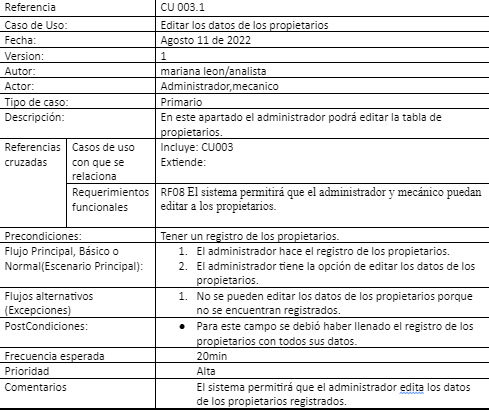 Referencia CU 003.1
Caso de Uso: Editar los datos de los propietarios
Fecha: Agosto 11 de 2022
Version: 1
Autor: mariana leon/analista
Actor: Administrador,mecanico
Tipo de caso: Primario
Descripción: En este apartado el administrador podrá editar la tabla de
propietarios.
Referencias Casos de uso Incluye: CU003
cruzadas con que se Extiende:
relaciona
Requerimientos RF08 El sistema permitirá que el administrador y mecánico puedan
funcionales editar a los propietarios.
Precondiciones: Tener un registro de los propietarios.
Flujo Principal, Básico o 1. El administrador hace el registro de los propietarios.
Normal(Escenario Principal): 2. El administrador tiene la opción de editar los datos de los
propietarios.
Flujos alternativos 1. No se pueden editar los datos de los propietarios porque
(Excepciones) no se encuentran registrados.
PostCondiciones: ● Para este campo se debió haber llenado el registro de los
propietarios con todos sus datos.
Frecuencia esperada 20min
Prioridad Alta
Comentarios El sistema permitirá que el administrador edita los datos
de los propietarios registrados.